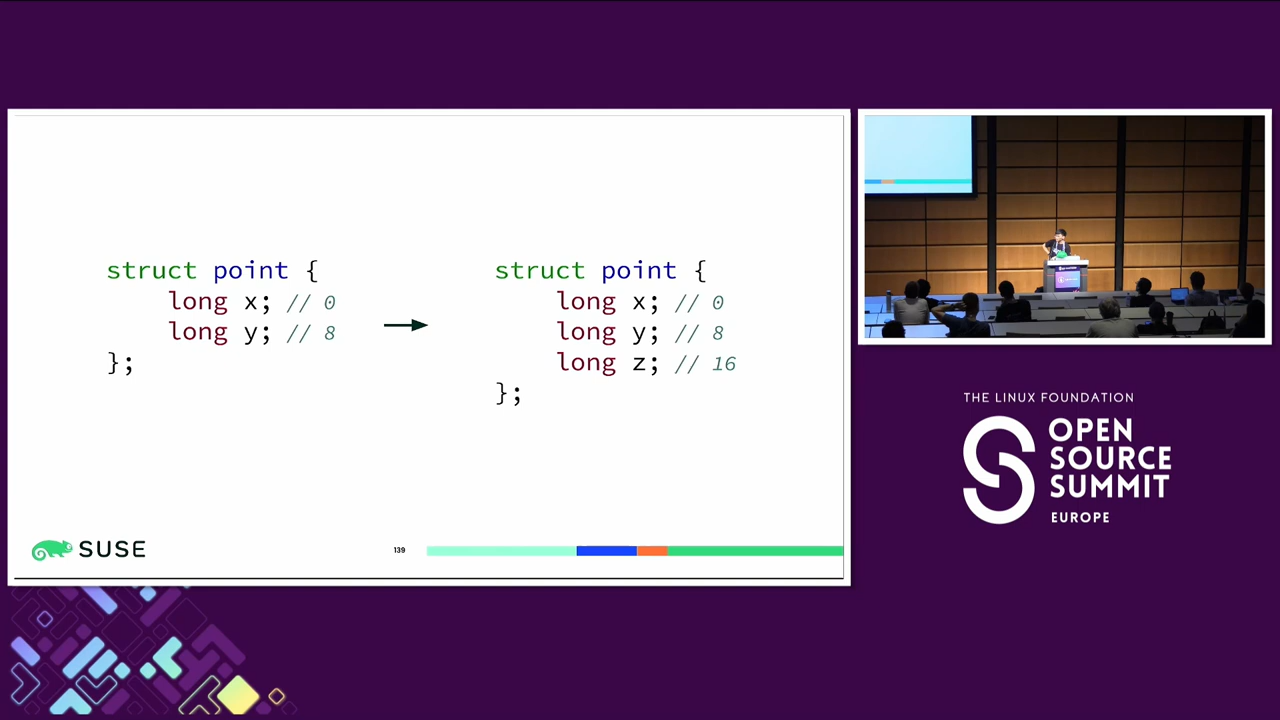 struct point {
    long x; // 0
    long y; // 8
};
struct point {
    long x; // 0
    long y; // 8
    long z; // 16
};
SUSE
139
THE LINUX FOUNDATION
OPEN
SOURCE
SUMMIT
EUROPE